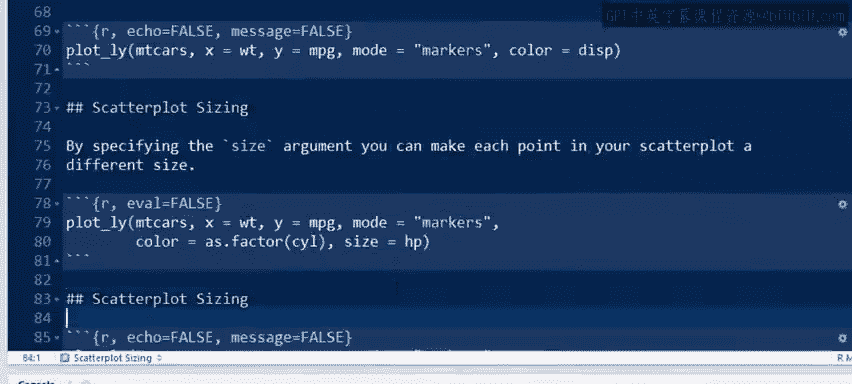 68
69 ```{r, echo=FALSE, message=FALSE}
70 plot_ly(mtcars, x = wt, y = mpg, mode = "markers", color = disp)
71 ```
72
73 ## Scatterplot Sizing
74
75 By specifying the `size` argument you can make each point in your scatterplot a
76 different size.
77
78 ```{r, eval=FALSE}
79 plot_ly(mtcars, x = wt, y = mpg, mode = "markers",
80 color = as.factor(cyl), size = hp)
81 ```
82
83 ## Scatterplot Sizing
84
85 ```{r, echo=FALSE, message=FALSE}
84:1 Scatterplot Sizing R M